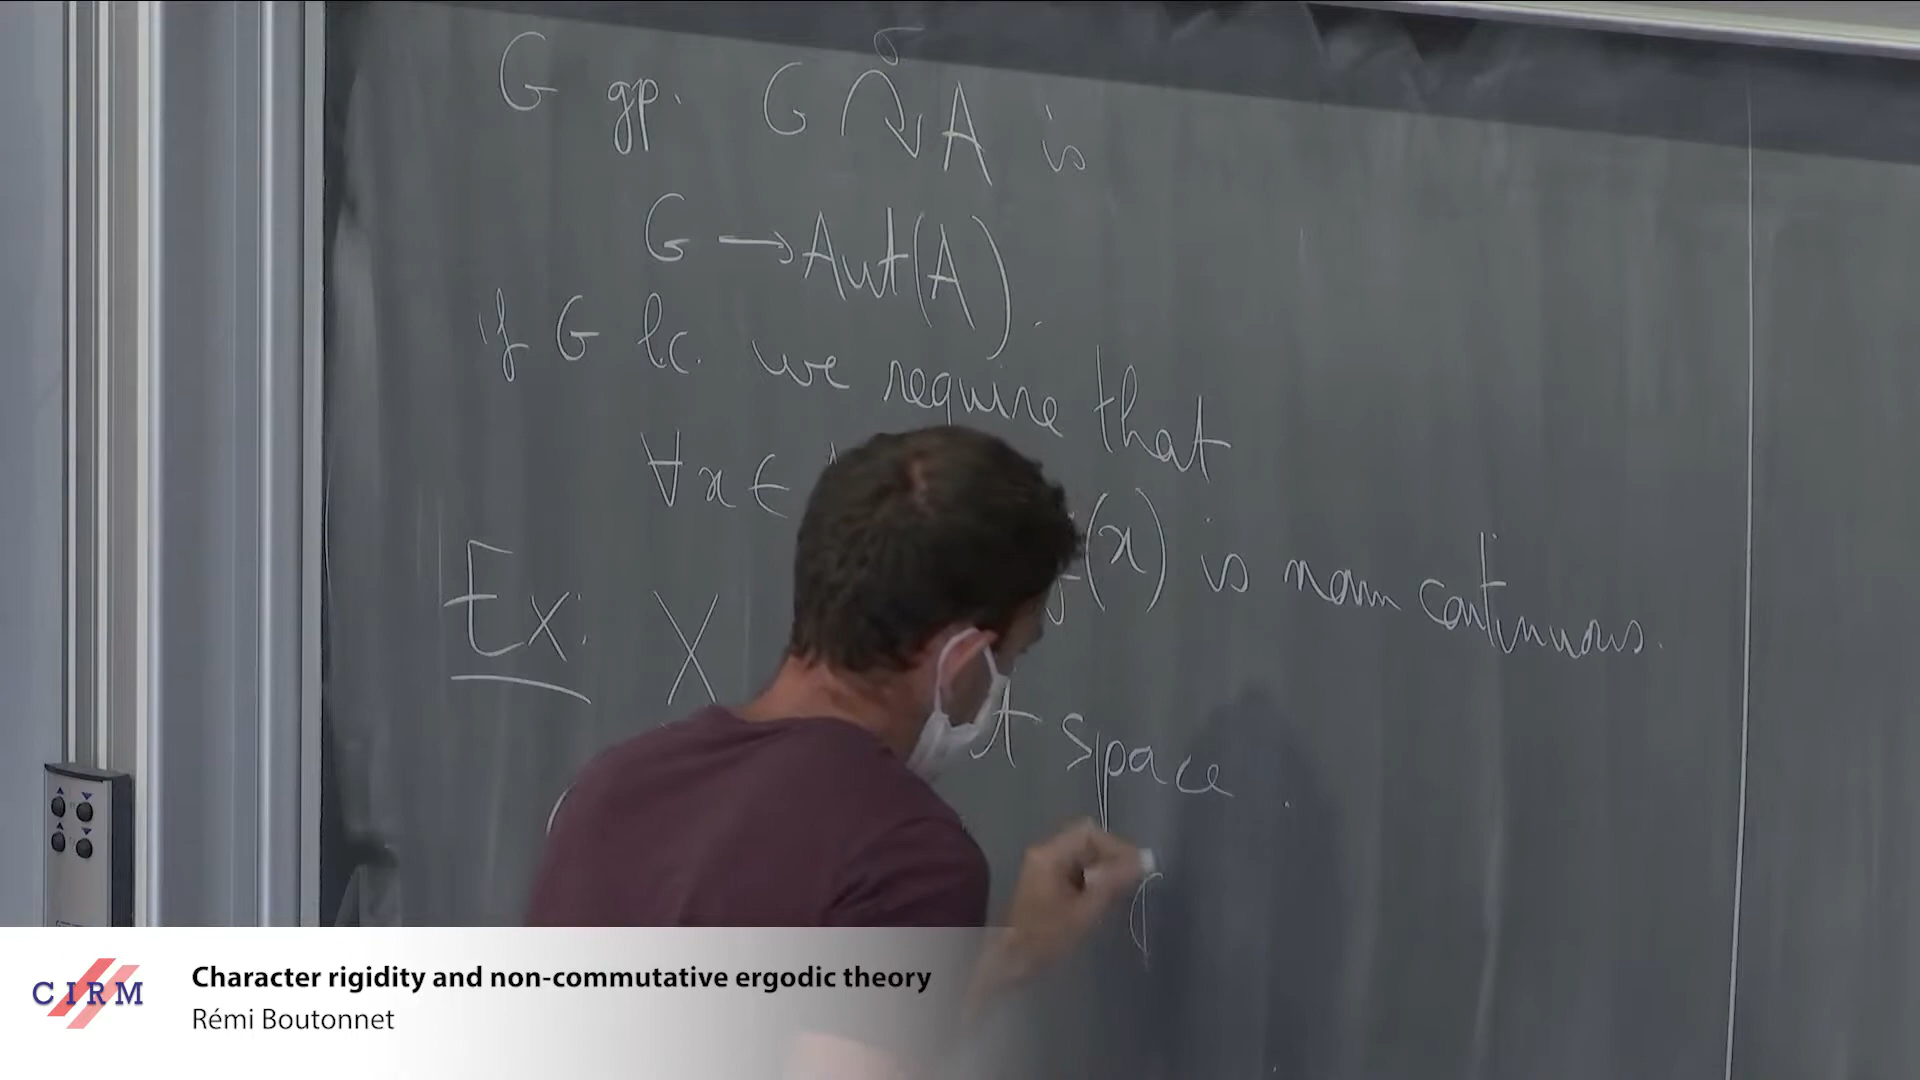 σ
G gp. G ↷ A is
G → Aut(A).
if G l.c. we require that
∀x ∈ (x) is norm continuous.
Ex: X t space.
CIRM
Character rigidity and non-commutative ergodic theory
Rémi Boutonnet